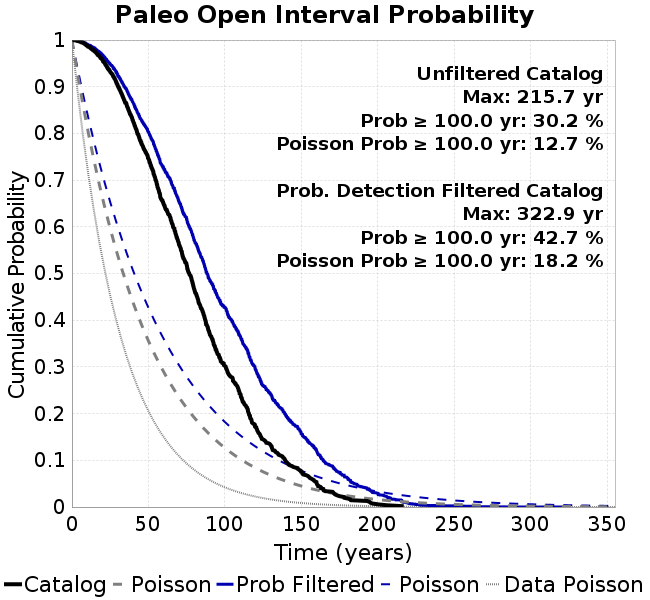 Paleo Open Interval Probability
Unfiltered Catalog
Max: 215.7 yr
Prob ≥ 100.0 yr: 30.2 %
Poisson Prob ≥ 100.0 yr: 12.7 %
Prob. Detection Filtered Catalog
Max: 322.9 yr
Prob ≥ 100.0 yr: 42.7 %
Poisson Prob ≥ 100.0 yr: 18.2 %
Cumulative Probability
1
0.9
0.8
0.7
0.6
0.5
0.4
0.3
0.2
0.1
0
0 50 100 150 200 250 300 350
Time (years)
Catalog Poisson Prob Filtered Poisson Data Poisson